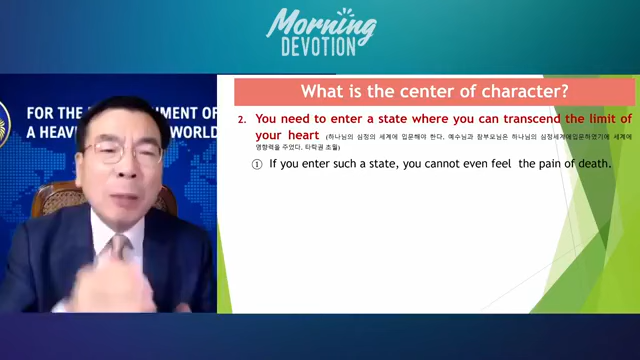 Morning
DEVOTION
FOR THE MENT OF
A HEAVE WORLD
What is the center of character?
2. You need to enter a state where you can transcend the limit of
your heart (하나님의 심정의 세계에 입문해야 한다. 예수님과 참부모님은 하나님의 심정세계에입문하였기에 세계에
영향력을 주었다. 타락권 초월)
① If you enter such a state, you cannot even feel the pain of death.